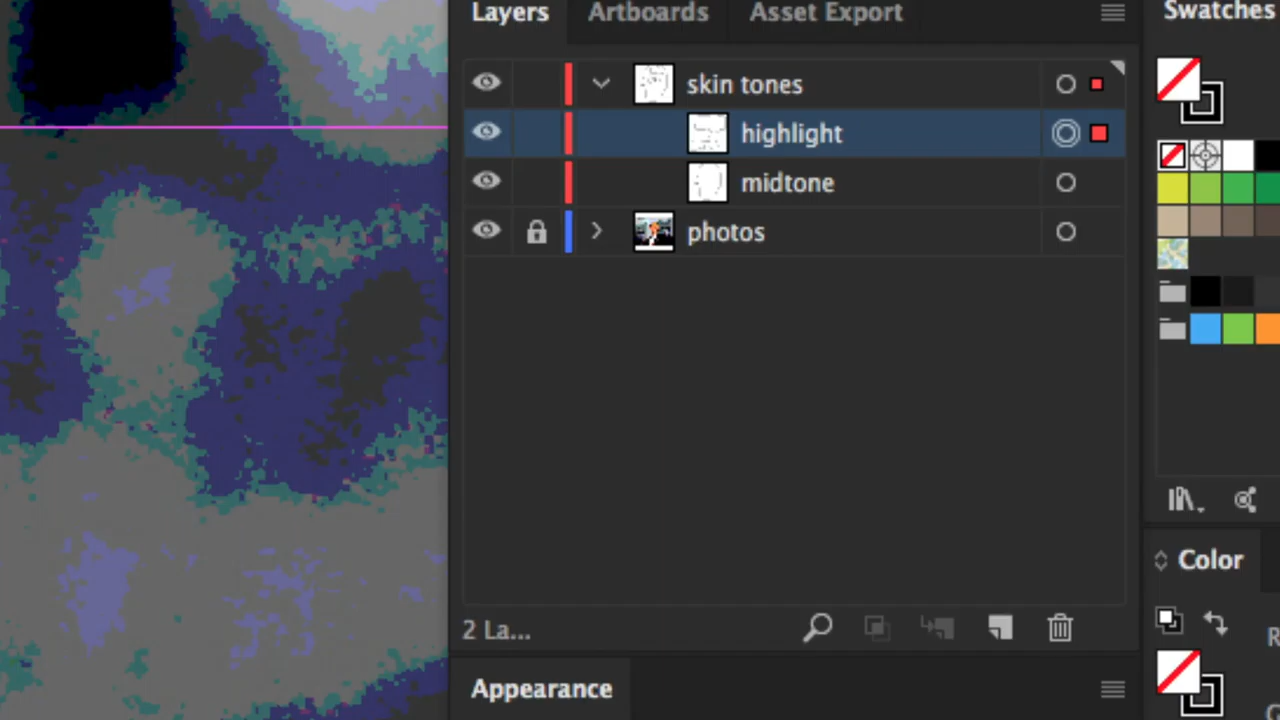 Layers Artboards Asset Export
Swatches
skin tones
highlight
midtone
photos
2 La...
Color
Appearance